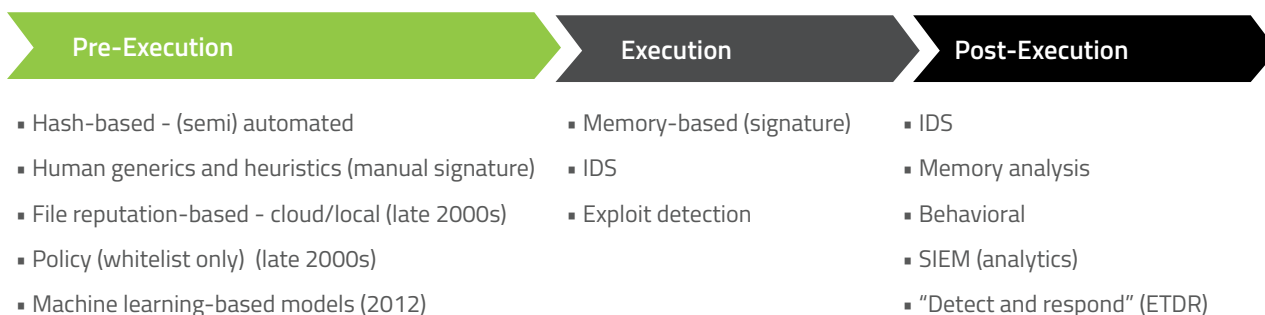 Pre-Execution
▪ Hash-based - (semi) automated
▪ Human generics and heuristics (manual signature)
▪ File reputation-based - cloud/local (late 2000s)
▪ Policy (whitelist only)  (late 2000s)
▪ Machine learning-based models (2012)
Execution
▪ Memory-based (signature)
▪ IDS
▪ Exploit detection
Post-Execution
▪ IDS
▪ Memory analysis
▪ Behavioral
▪ SIEM (analytics)
▪ “Detect and respond” (ETDR)